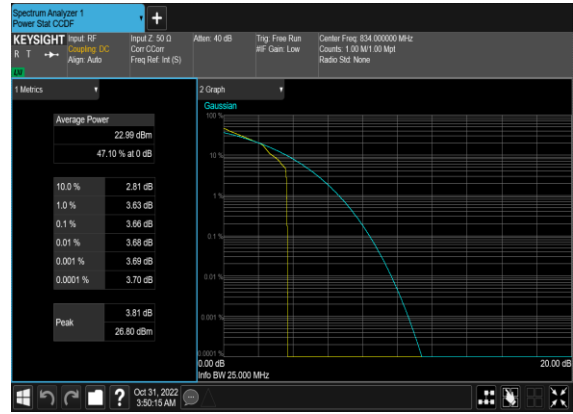 Spectrum Analyzer 1
Power Stat CCDF
+
KEYSIGHT
R T
LXI
Input: RF
Coupling: DC
Align: Auto
Input Z: 50 Ω
Corr CCorr
Freq Ref: Int (S)
Atten: 40 dB
Trig: Free Run
#IF Gain: Low
Center Freq: 834.000000 MHz
Counts: 1.00 M/1.00 Mpt
Radio Std: None
1 Metrics
Average Power
22.99 dBm
47.10 % at 0 dB
10.0 % 2.81 dB
1.0 % 3.63 dB
0.1 % 3.66 dB
0.01 % 3.68 dB
0.001 % 3.69 dB
0.0001 % 3.70 dB
Peak
3.81 dB
26.80 dBm
2 Graph
Gaussian
100 %
10 %
1 %
0.1 %
0.01 %
0.001 %
0.0001 %
0.00 dB 20.00 dB
Info BW 25.000 MHz
?
Oct 31, 2022
3:50:15 AM